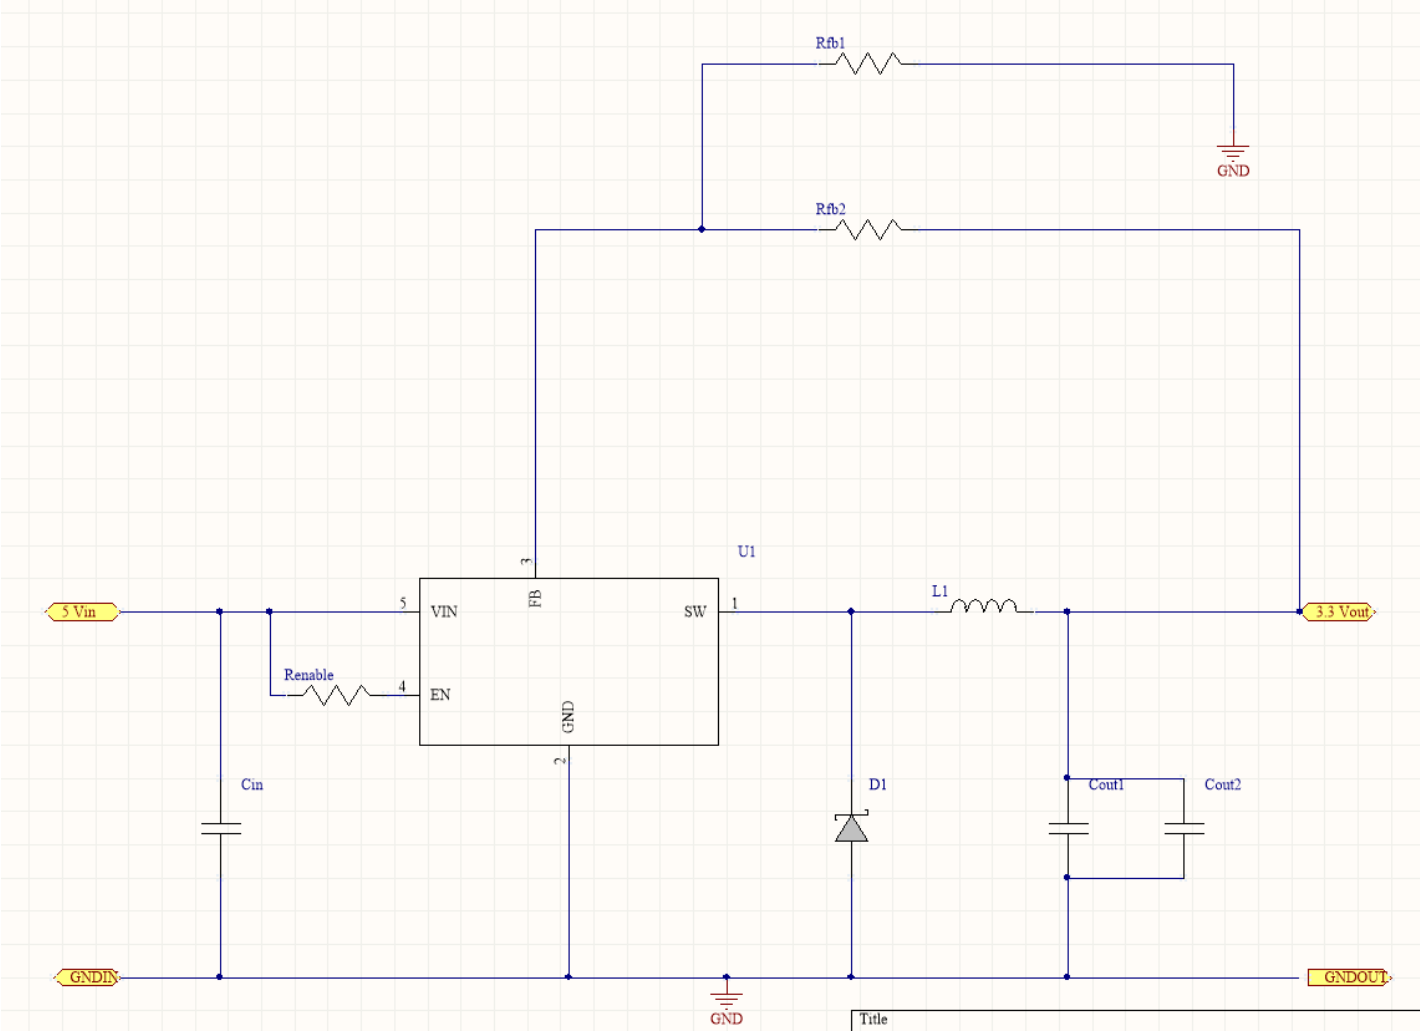 Rfb1
GND
Rfb2
3
U1
FB
5 Vin
5
VIN
SW
1
L1
3.3 Vout
Renable
4
EN
GND
2
Cin
D1
Cout1
Cout2
GNDIN
GND
GNDOUT
Title